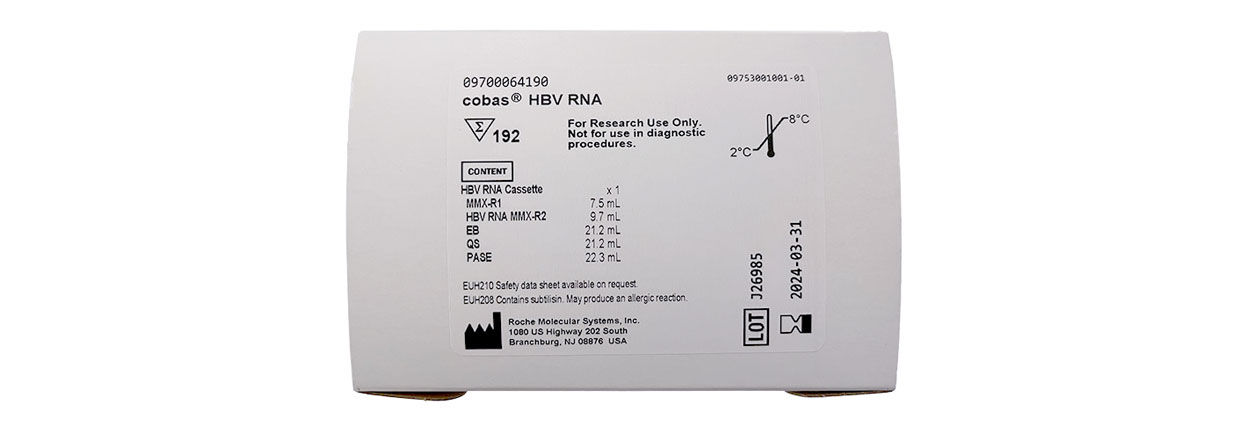 09700064190
09753001001-01
cobas® HBV RNA
Σ 192
For Research Use Only.
Not for use in diagnostic
procedures.
8°C
2°C
CONTENT
HBV RNA Cassette x 1
MMX-R1 7.5 mL
HBV RNA MMX-R2 9.7 mL
EB 21.2 mL
QS 21.2 mL
PASE 22.3 mL
EUH210 Safety data sheet available on request.
EUH208 Contains subtilisin. May produce an allergic reaction.
Roche Molecular Systems, Inc.
1080 US Highway 202 South
Branchburg, NJ 08876 USA
LOT J26985
2024-03-31